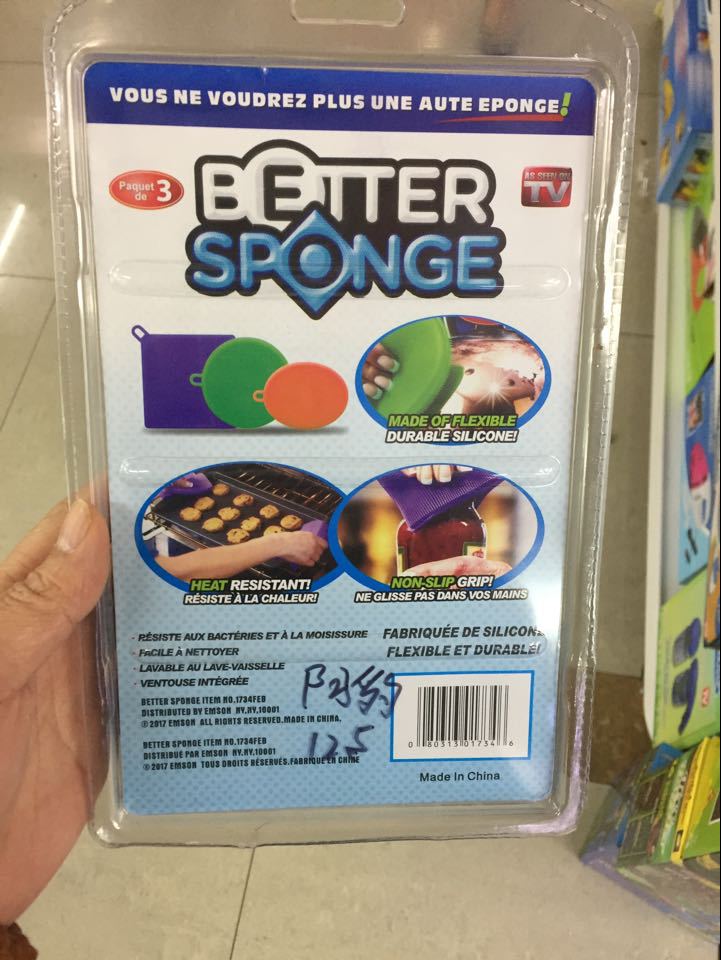 VOUS NE VOUDREZ PLUS UNE AUTE EPONGE!
Paquet de 3
BETTER
SPONGE
AS SEEN ON
TV
MADE OF FLEXIBLE
DURABLE SILICONE!
HEAT RESISTANT!
RÉSISTE À LA CHALEUR!
NON-SLIP GRIP!
NE GLISSE PAS DANS VOS MAINS
· RÉSISTE AUX BACTÉRIES ET À LA MOISISSURE
· FACILE À NETTOYER
· LAVABLE AU LAVE-VAISSELLE
· VENTOUSE INTÉGRÉE
FABRIQUÉE DE SILICONE
FLEXIBLE ET DURABLE!
BETTER SPONGE ITEM NO.1734FEB
DISTRIBUTED BY EMSON NY,NY,10001
©2017 EMSON ALL RIGHTS RESERVED.MADE IN CHINA.
BETTER SPONGE ITEM NO.1734FEB
DISTRIBUÉ PAR EMSON NY.NY,10001
©2017 EMSON TOUS DROITS RÉSERVÉS.FABRIQUÉ EN CHINE
125
0 80313 01734 6
Made In China